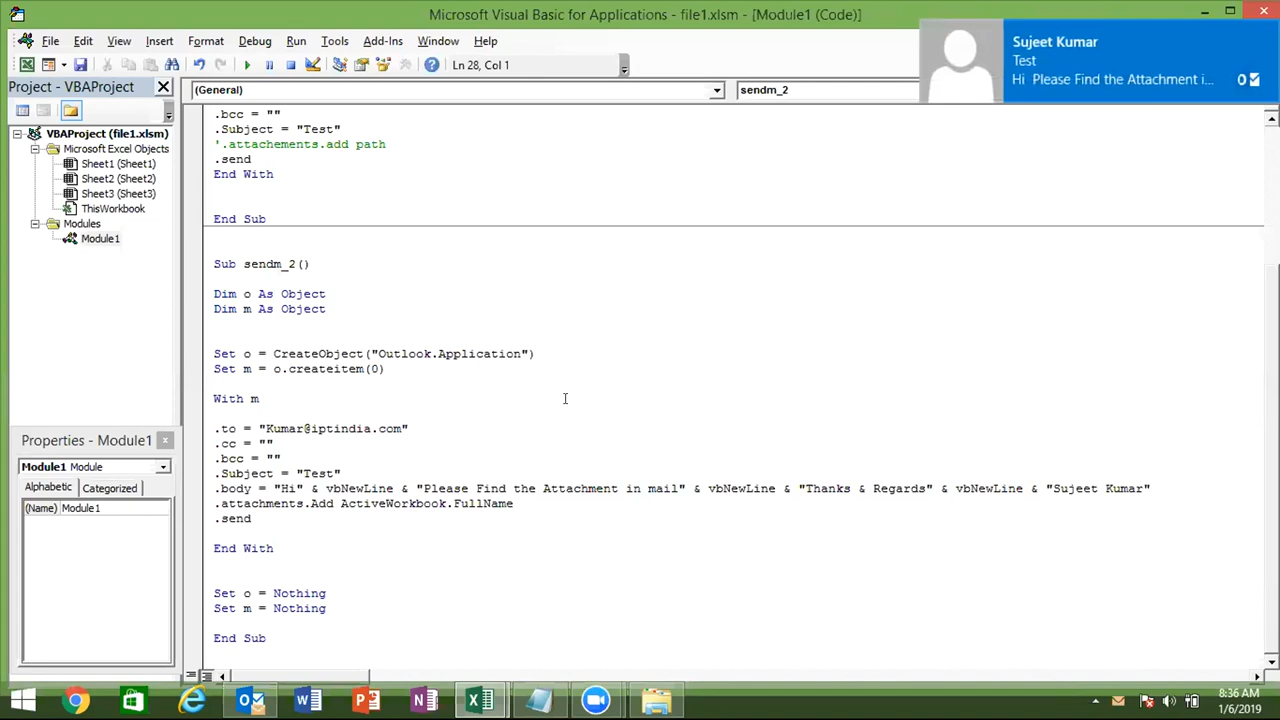 Microsoft Visual Basic for Applications - file1.xlsm - [Module1 (Code)]
File Edit View Insert Format Debug Run Tools Add-Ins Window Help
Ln 28, Col 1
Sujeet Kumar
Test
Hi Please Find the Attachment i...
0
Project - VBAProject
(General)
sendm_2
VBAProject (file1.xlsm)
Microsoft Excel Objects
Sheet1 (Sheet1)
Sheet2 (Sheet2)
Sheet3 (Sheet3)
ThisWorkbook
Modules
Module1
Properties - Module1
Module1 Module
Alphabetic Categorized
(Name) Module1
.bcc = ""
.Subject = "Test"
'.attachements.add path
.send
End With
End Sub
Sub sendm_2()
Dim o As Object
Dim m As Object
Set o = CreateObject("Outlook.Application")
Set m = o.createitem(0)
With m
.to = "Kumar@iptindia.com"
.cc = ""
.bcc = ""
.Subject = "Test"
.body = "Hi" & vbNewLine & "Please Find the Attachment in mail" & vbNewLine & "Thanks & Regards" & vbNewLine & "Sujeet Kumar"
.attachments.Add ActiveWorkbook.FullName
.send
End With
Set o = Nothing
Set m = Nothing
End Sub
8:36 AM
1/6/2019